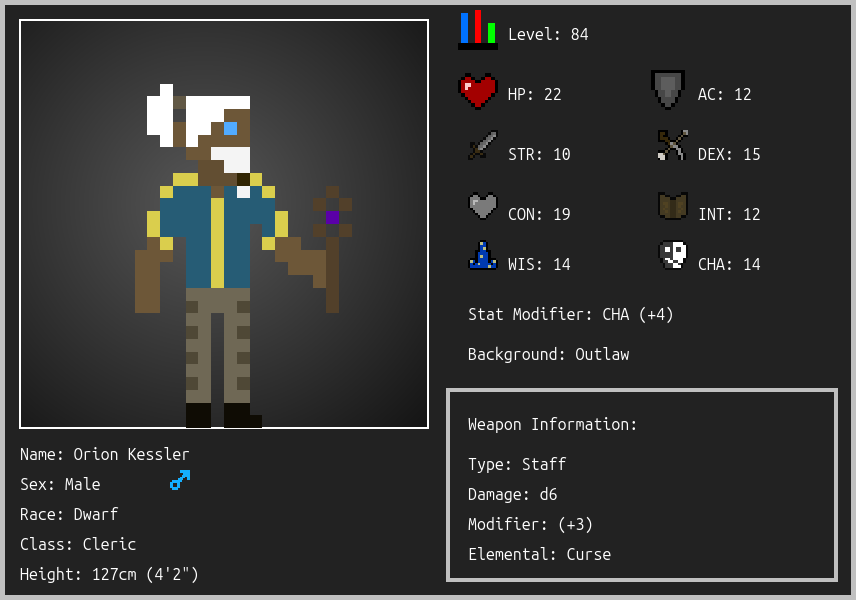 Level: 84
HP: 22
AC: 12
STR: 10
DEX: 15
CON: 19
INT: 12
WIS: 14
CHA: 14
Stat Modifier: CHA (+4)
Background: Outlaw
Weapon Information:
Type: Staff
Damage: d6
Modifier: (+3)
Elemental: Curse
Name: Orion Kessler
Sex: Male
Race: Dwarf
Class: Cleric
Height: 127cm (4'2")